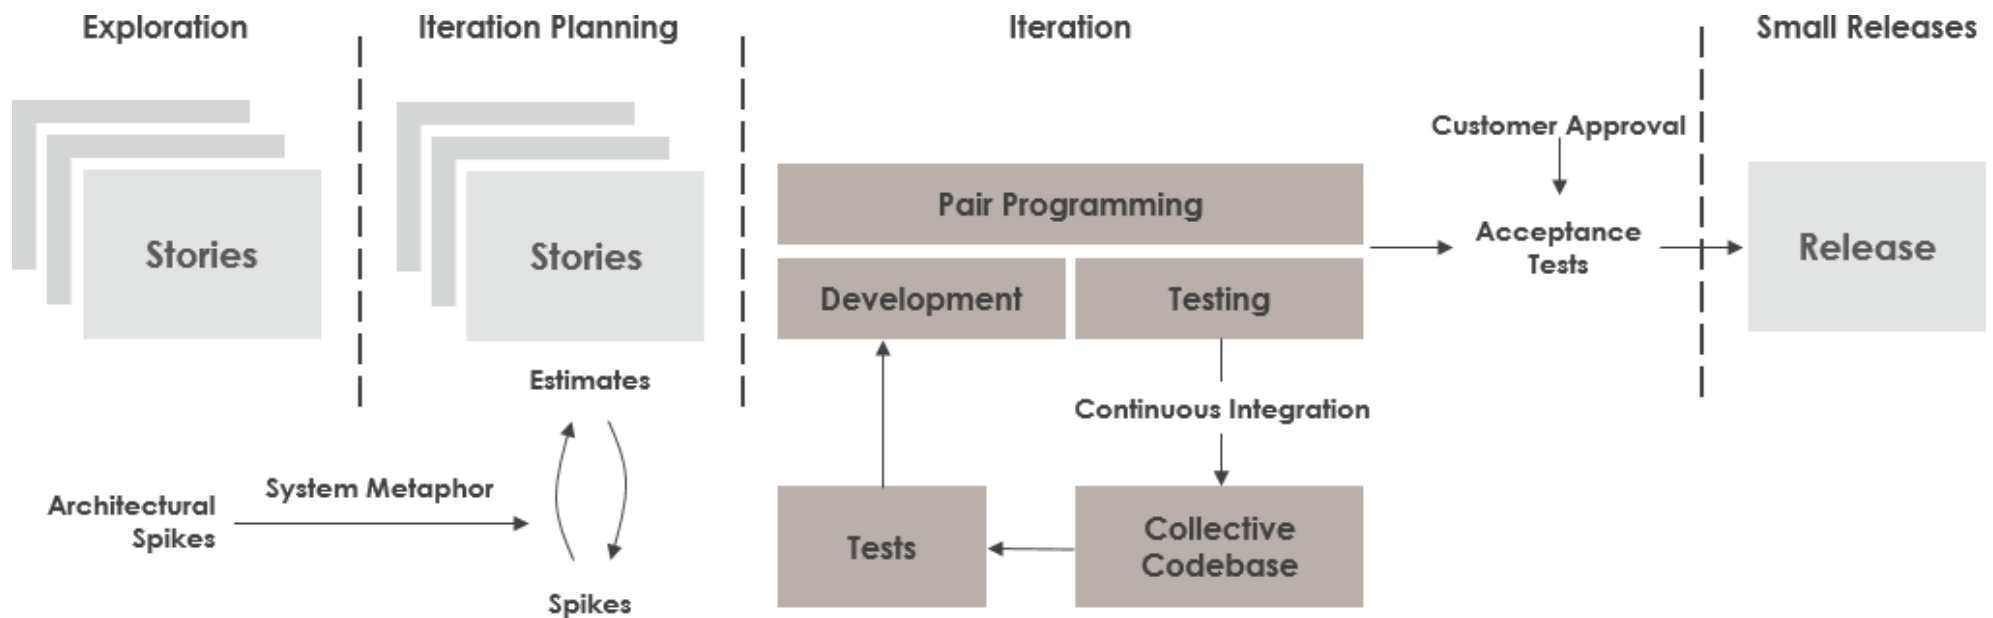 Exploration
Iteration Planning
Iteration
Small Releases
Stories
Stories
Estimates
Architectural
Spikes
System Metaphor
Spikes
Pair Programming
Development
Testing
Continuous Integration
Tests
Collective
Codebase
Customer Approval
Acceptance
Tests
Release